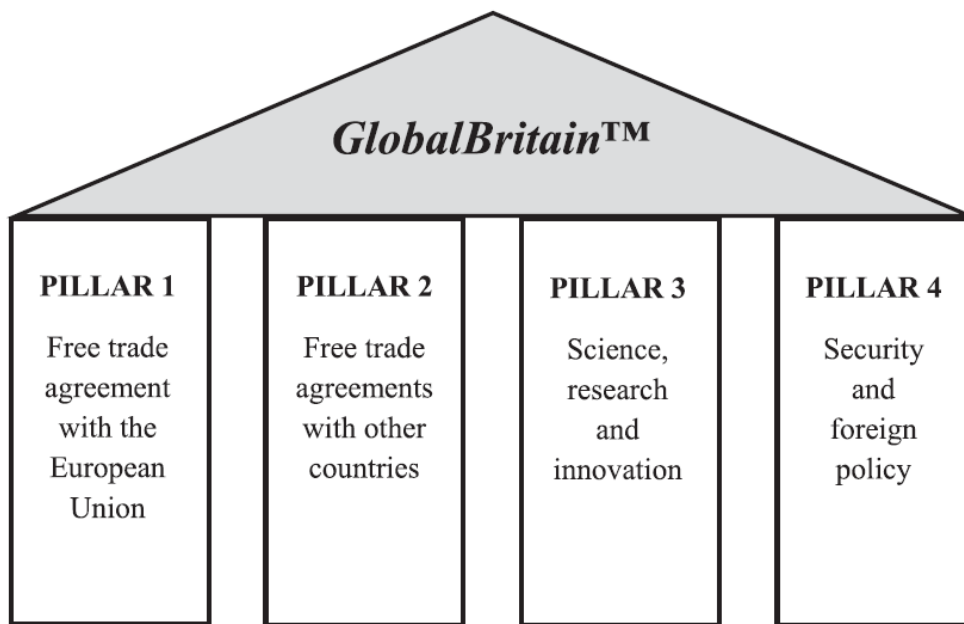 GlobalBritain™
PILLAR 1
Free trade
agreement
with the
European
Union
PILLAR 2
Free trade
agreements
with other
countries
PILLAR 3
Science,
research
and
innovation
PILLAR 4
Security
and
foreign
policy